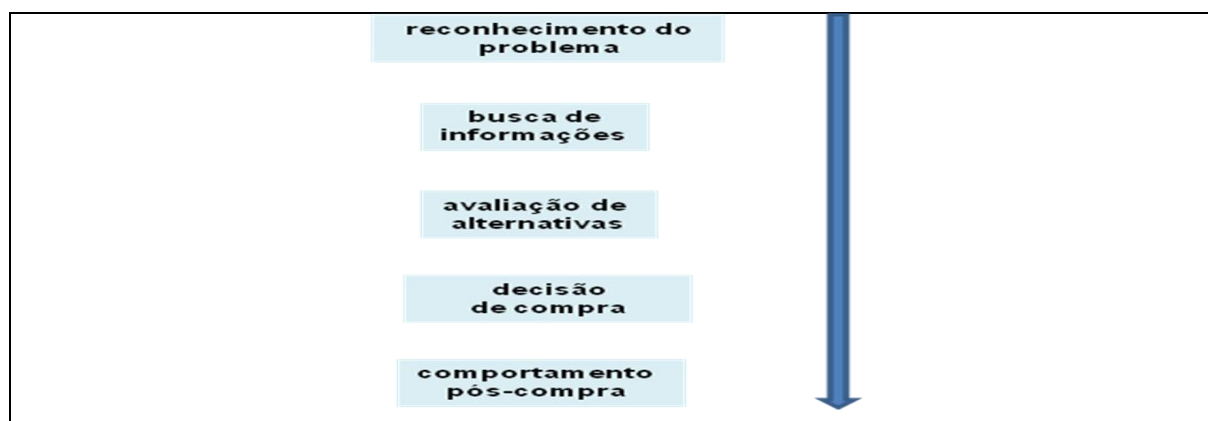 reconhecimento do
problema
busca de
informações
avaliação de
alternativas
decisão
de compra
comportamento
pós-compra